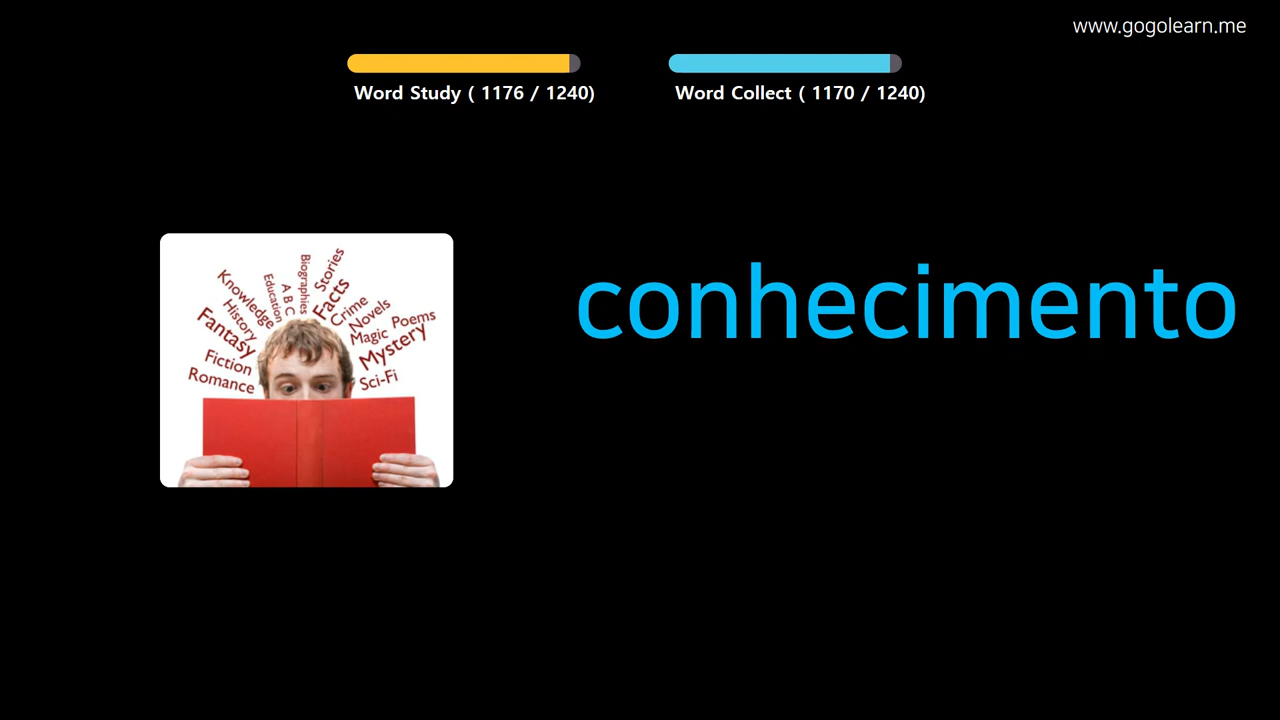 www.gogolearn.me
Word Study ( 1176 / 1240)
Word Collect ( 1170 / 1240)
conhecimento
Knowledge
History
Fantasy
Fiction
Romance
Education
A B C
Biographies
Stories
Facts
Crime
Novels
Magic
Poems
Mystery
Sci-Fi